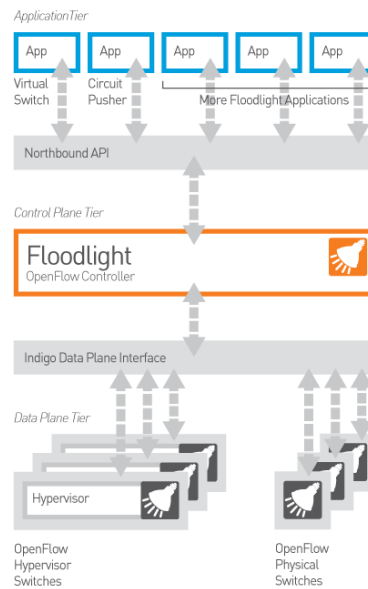 ApplicationTier
App App App App App
Virtual
Switch
Circuit
Pusher
More Floodlight Applications
Northbound API
Control Plane Tier
Floodlight
OpenFlow Controller
Indigo Data Plane Interface
Data Plane Tier
Hypervisor
OpenFlow
Hypervisor
Switches
OpenFlow
Physical
Switches